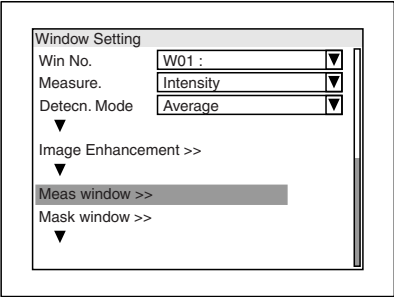 Window Setting
Win No. W01 :
Measure. Intensity
Detecn. Mode Average
Image Enhancement >>
Meas window >>
Mask window >>